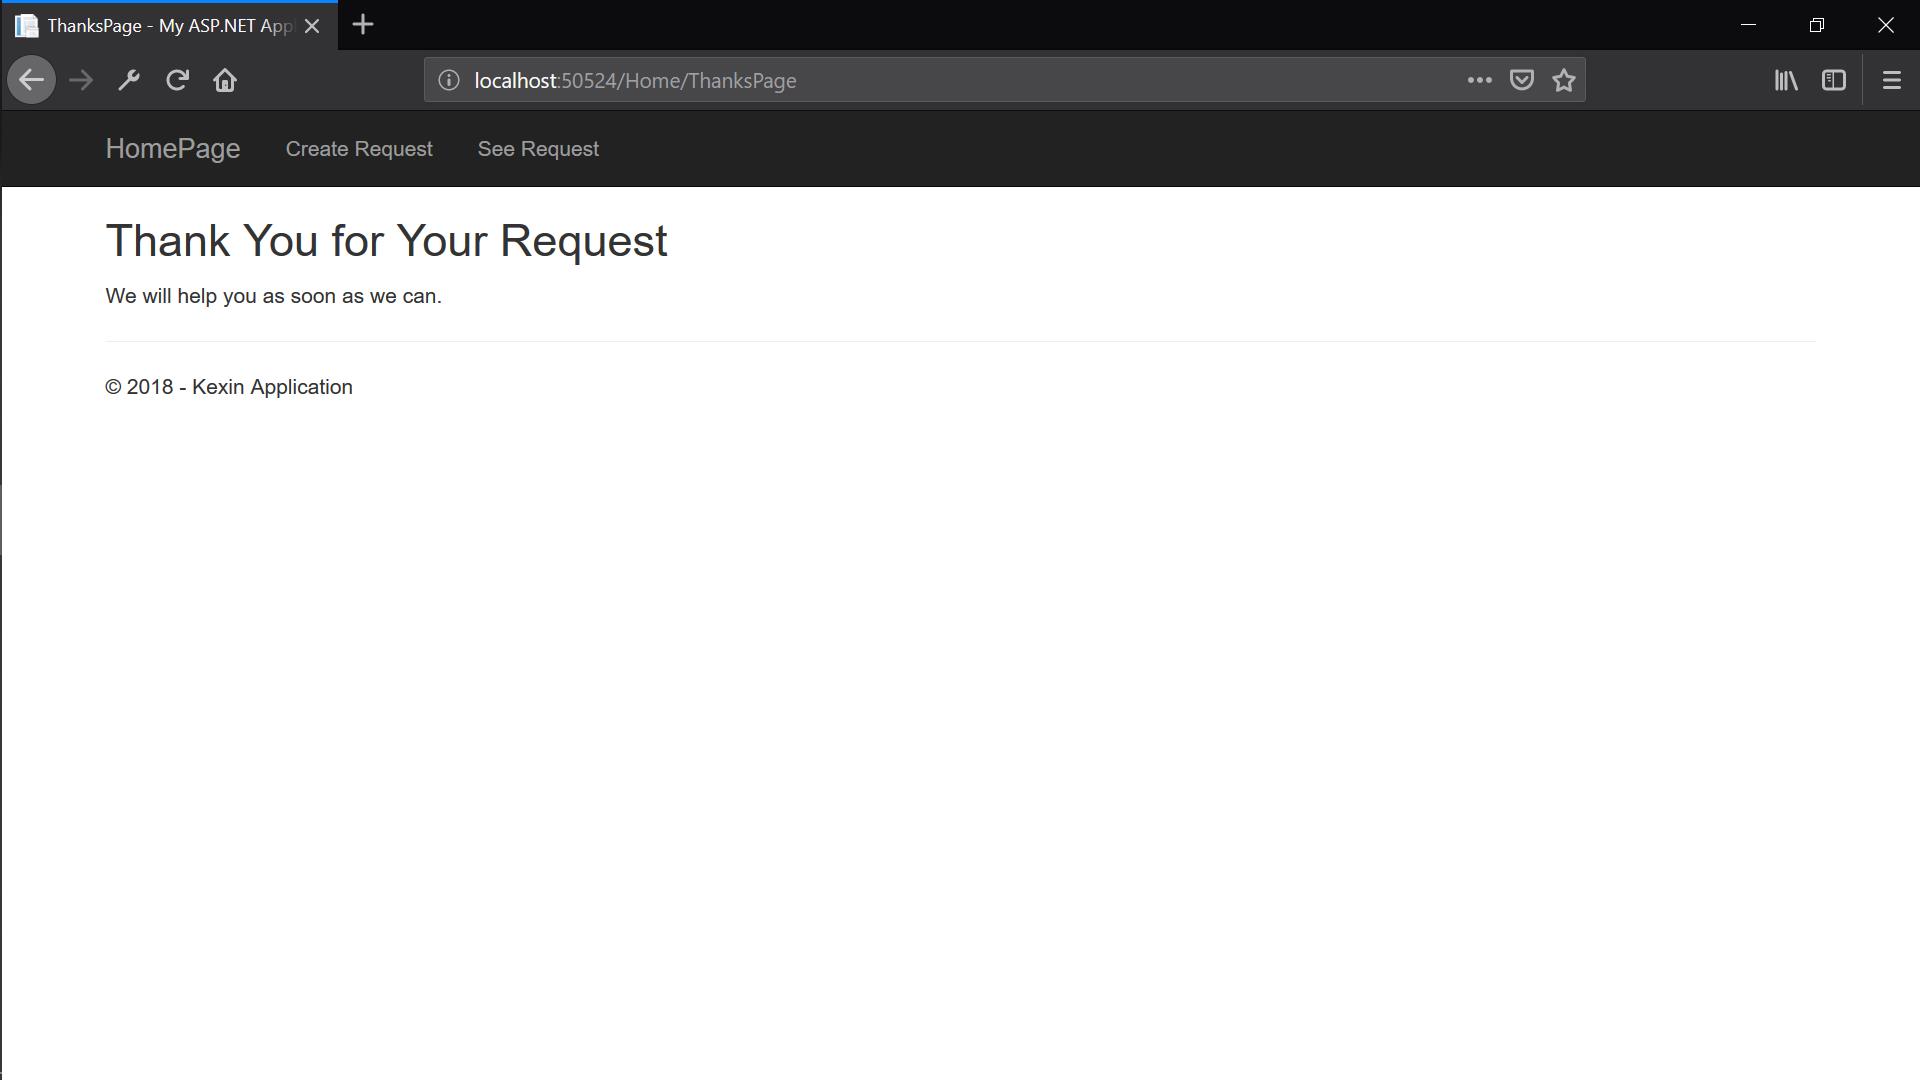 ThanksPage - My ASP.NET App
localhost:50524/Home/ThanksPage
HomePage Create Request See Request
Thank You for Your Request
We will help you as soon as we can.
© 2018 - Kexin Application